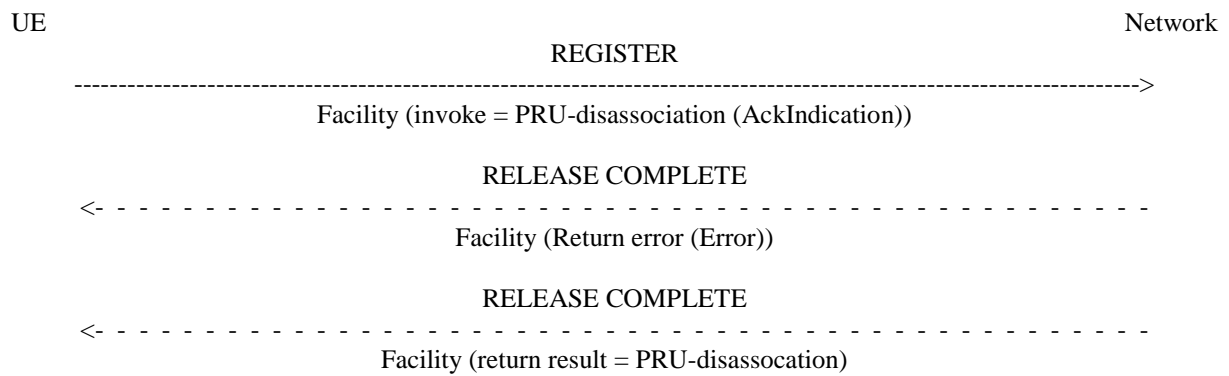 UE Network
REGISTER
------------------------------------------------------------------------------------------------------------------------>
Facility (invoke = PRU-disassociation (AckIndication))
RELEASE COMPLETE
<- - - - - - - - - - - - - - - - - - - - - - - - - - - - - - - - - - - - - - - - - - - - - - -
Facility (Return error (Error))
RELEASE COMPLETE
<- - - - - - - - - - - - - - - - - - - - - - - - - - - - - - - - - - - - - - - - - - - - - - -
Facility (return result = PRU-disassocation)